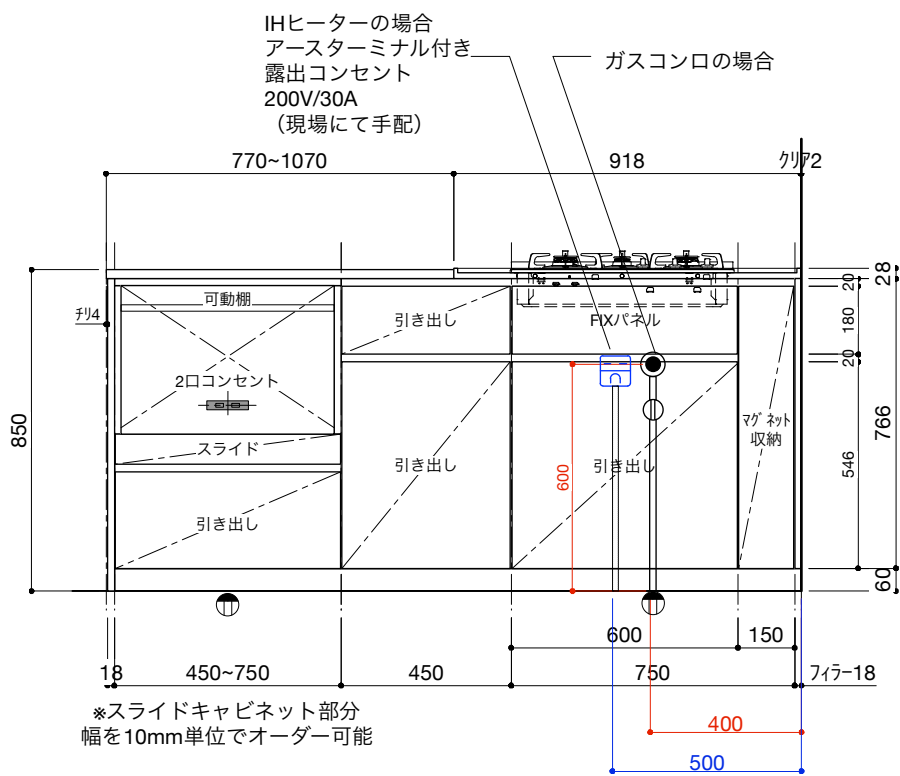 IHヒーターの場合
アースターミナル付き
露出コンセント
200V/30A
（現場にて手配）
ガスコンロの場合
770~1070
918
ｸﾘｱ2
28
20
180
20
766
546
60
850
ﾁﾘ4
可動棚
2口コンセント
スライド
引き出し
引き出し
引き出し
FIXパネル
引き出し
ﾏｸﾞﾈｯﾄ
収納
600
600
150
18
450~750
450
750
ﾌｨﾗｰ18
400
500
※スライドキャビネット部分
幅を10mm単位でオーダー可能